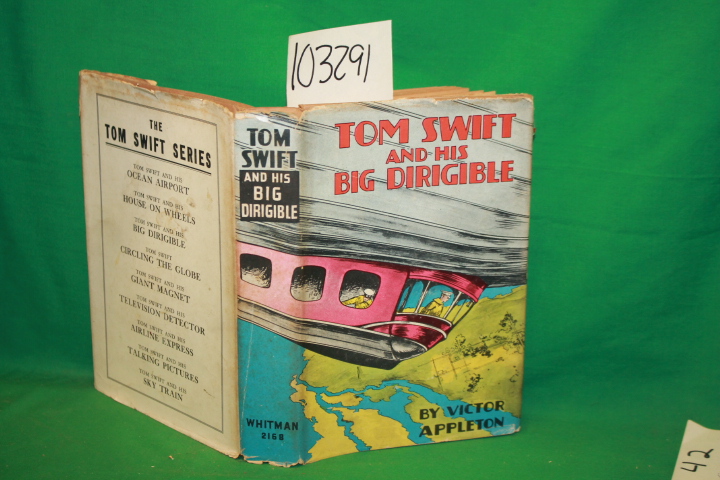 103291
THE
TOM SWIFT SERIES
TOM SWIFT AND HIS
OCEAN AIRPORT
TOM SWIFT AND HIS
HOUSE ON WHEELS
TOM SWIFT AND HIS
BIG DIRIGIBLE
TOM SWIFT
CIRCLING THE GLOBE
TOM SWIFT AND HIS
GIANT MAGNET
TOM SWIFT AND HIS
TELEVISION DETECTOR
TOM SWIFT AND HIS
AIRLINE EXPRESS
TOM SWIFT AND HIS
TALKING PICTURES
TOM SWIFT AND HIS
SKY TRAIN
TOM
SWIFT
AND HIS
BIG
DIRIGIBLE
WHITMAN
2168
TOM SWIFT
AND HIS
BIG DIRIGIBLE
BY VICTOR
APPLETON
42